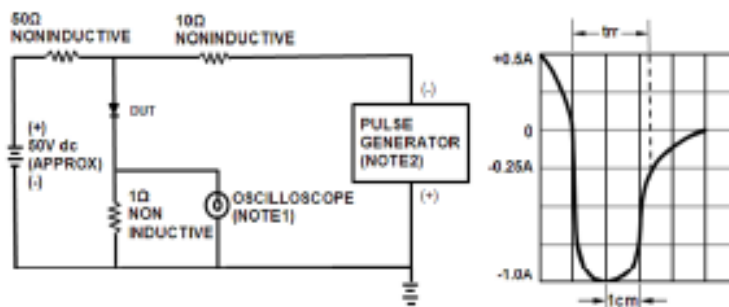 50Ω
NONINDUCTIVE
10Ω
NONINDUCTIVE
DUT
(+)
50V dc
(APPROX)
(-)
1Ω
NON
INDUCTIVE
OSCILLOSCOPE
(NOTE1)
(-)
PULSE
GENERATOR
(NOTE2)
(+)
trr
+0.5A
0
-0.25A
-1.0A
1cm